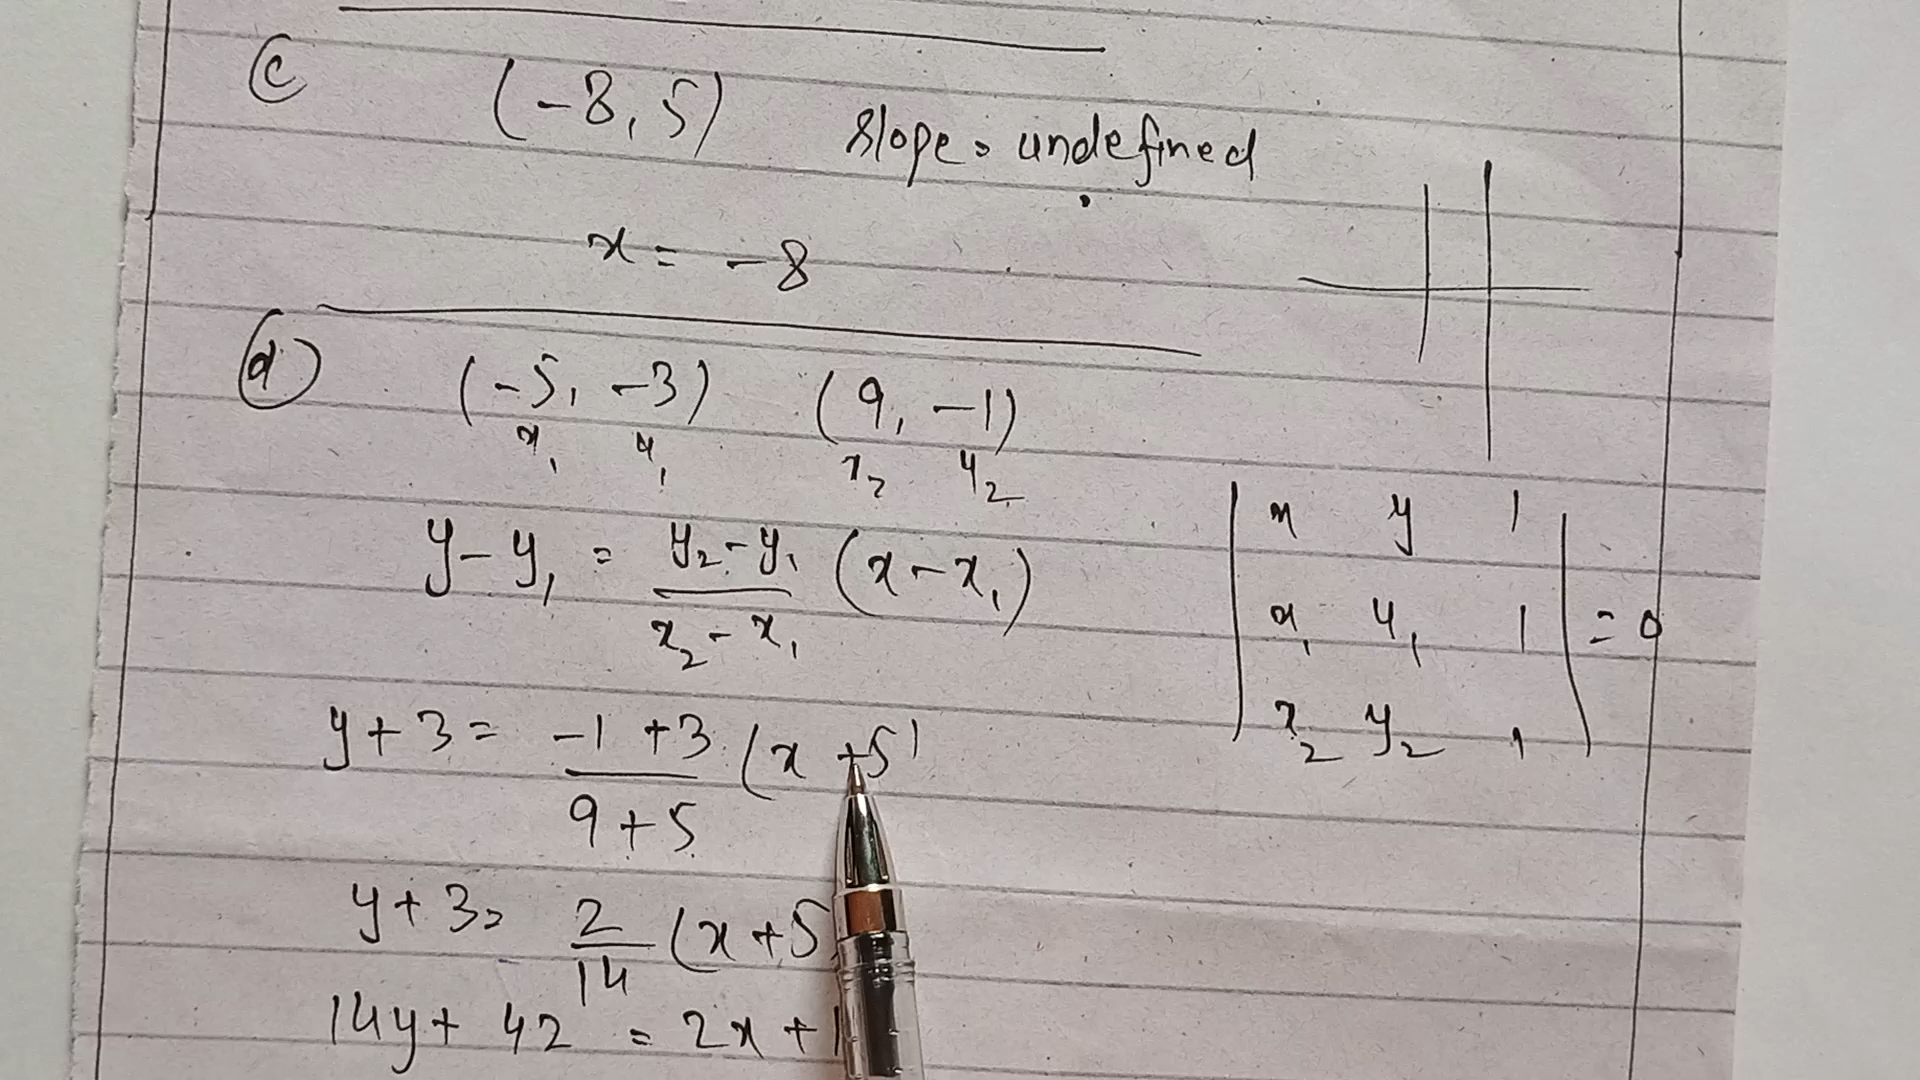 (c) (-8, 5) slope = undefined
x = -8
(d) (-5, -3) (9, -1)
x₁ y₁ x₂ y₂
y - y₁ = y₂ - y₁ / x₂ - x₁ (x - x₁)
| x y 1 |
| x₁ y₁ 1 | = 0
| x₂ y₂ 1 |
y + 3 = -1 + 3 / 9 + 5 (x + 5)
y + 3 = 2 / 14 (x + 5
14y + 42 = 2x + 1